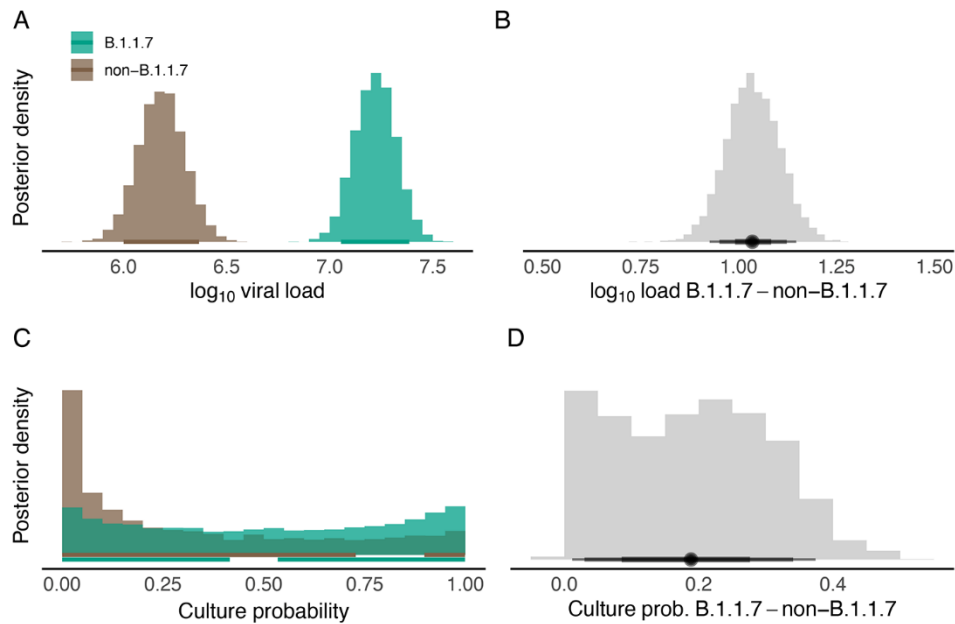 A
B.1.1.7
non−B.1.1.7
Posterior density
6.0 6.5 7.0 7.5
log10 viral load
B
0.50 0.75 1.00 1.25 1.50
log10 load B.1.1.7 – non−B.1.1.7
C
Posterior density
0.00 0.25 0.50 0.75 1.00
Culture probability
D
0.0 0.2 0.4
Culture prob. B.1.1.7 – non−B.1.1.7